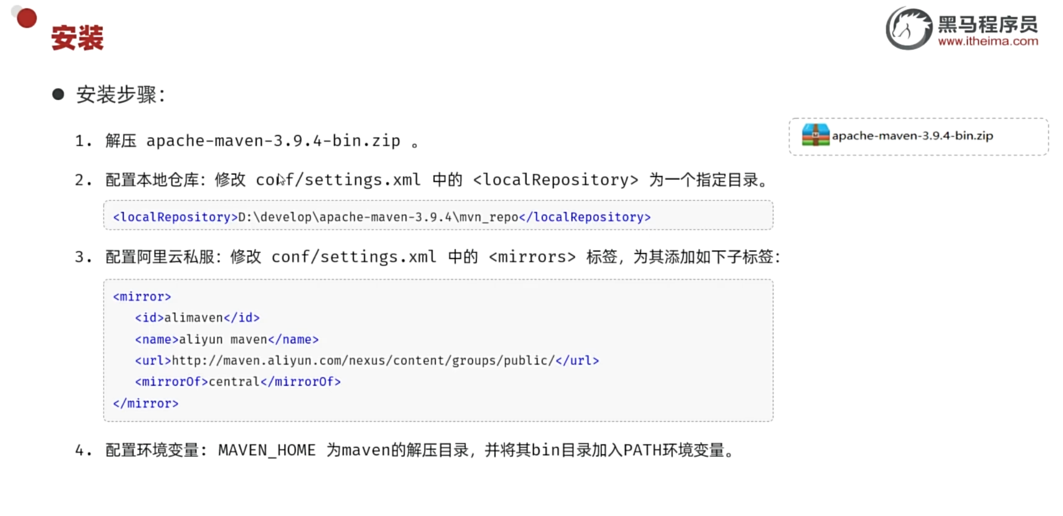 安装
黑马程序员
www.itheima.com
安装步骤：
1. 解压 apache-maven-3.9.4-bin.zip 。
apache-maven-3.9.4-bin.zip
2. 配置本地仓库：修改 conf/settings.xml 中的 <localRepository> 为一个指定目录。
<localRepository>D:\develop\apache-maven-3.9.4\mvn_repo</localRepository>
3. 配置阿里云私服：修改 conf/settings.xml 中的 <mirrors> 标签，为其添加如下子标签：
<mirror>
<id>alimaven</id>
<name>aliyun maven</name>
<url>http://maven.aliyun.com/nexus/content/groups/public/</url>
<mirrorOf>central</mirrorOf>
</mirror>
4. 配置环境变量: MAVEN_HOME 为maven的解压目录，并将其bin目录加入PATH环境变量。